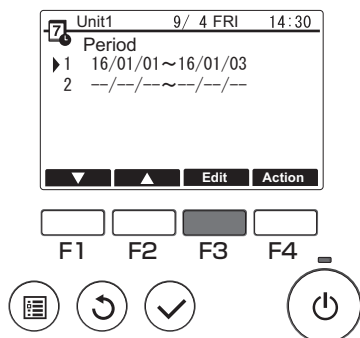 7 Unit1 9/ 4 FRI 14:30
Period
1 16/01/01~16/01/03
2 --/--/--~--/--/--
▼ ▲ Edit Action
F1 F2 F3 F4